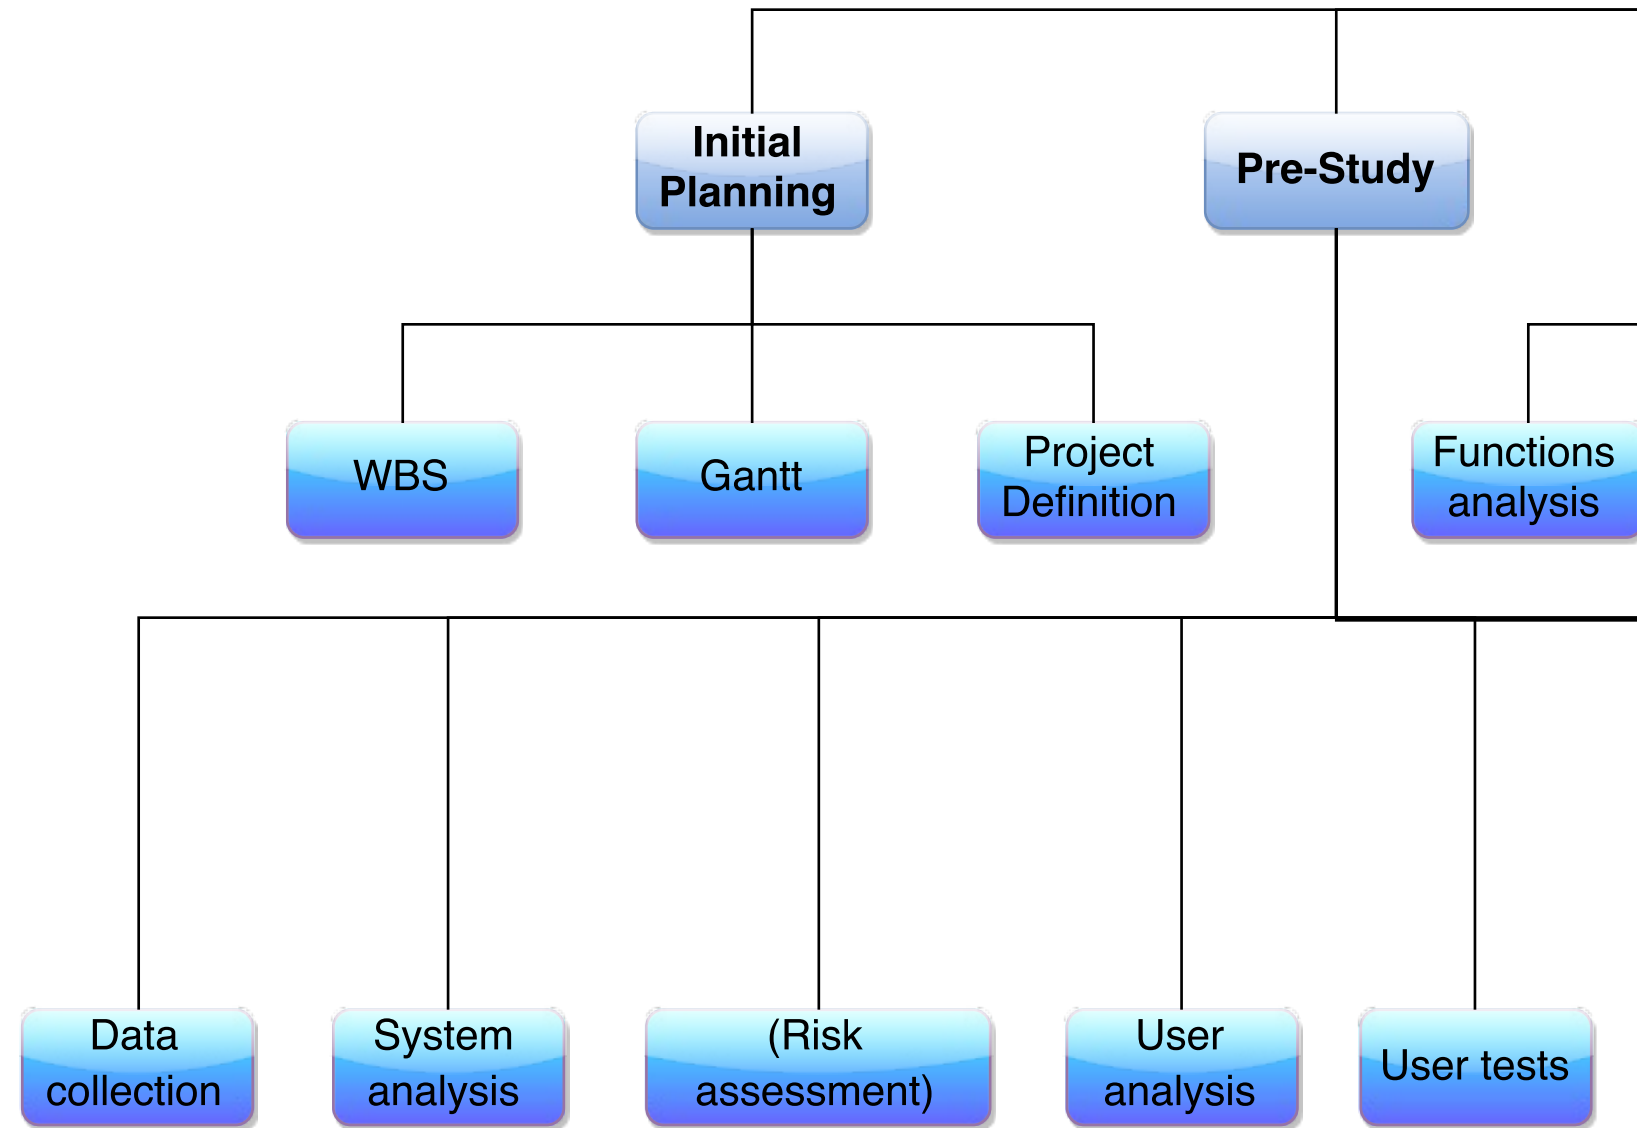 Initial
Planning
Pre-Study
WBS
Gantt
Project
Definition
Functions
analysis
Data
collection
System
analysis
(Risk
assessment)
User
analysis
User tests